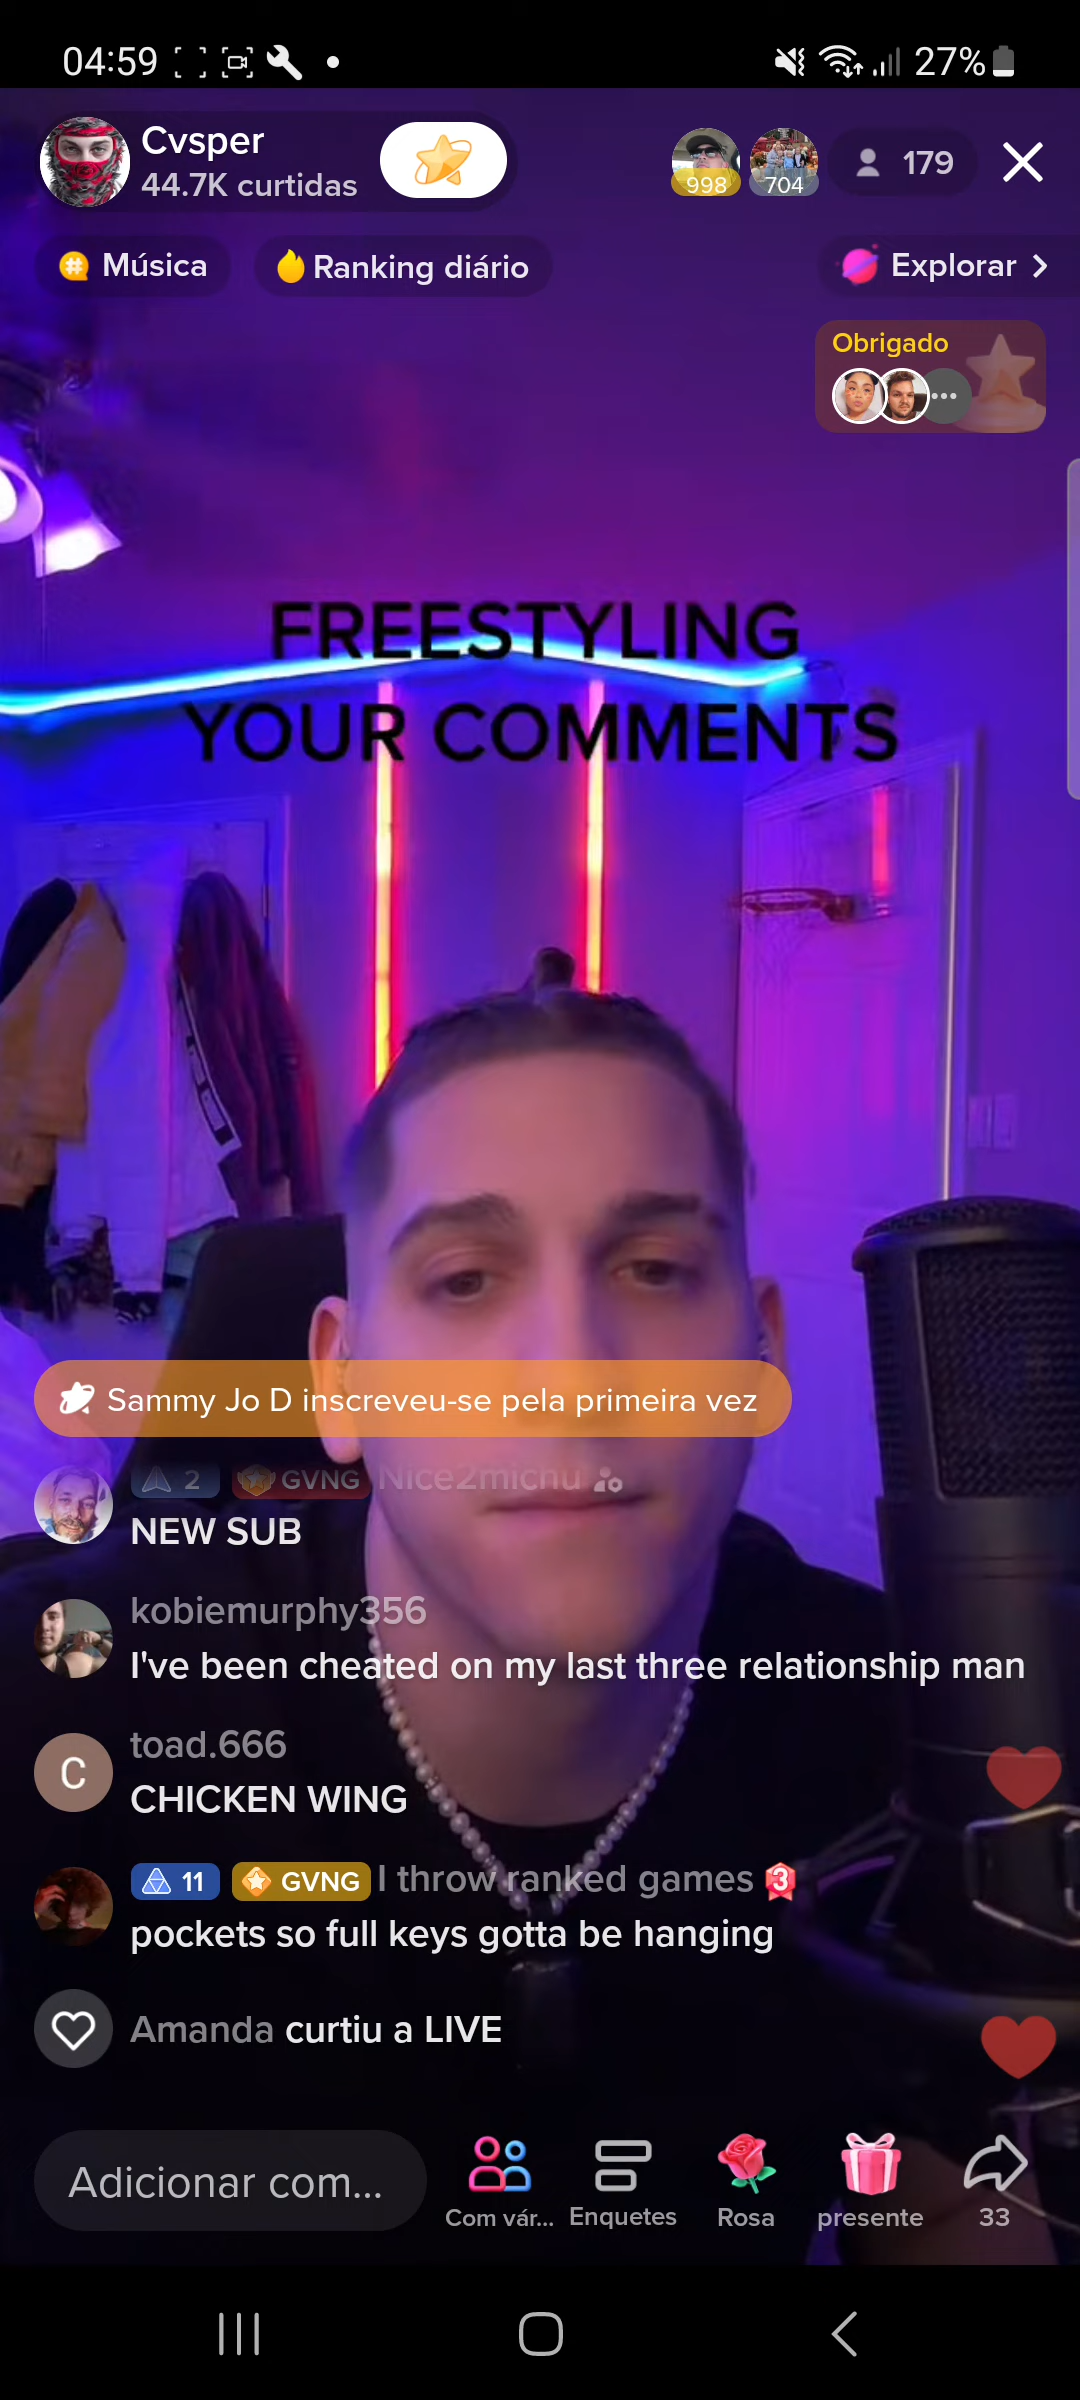 04:59
27%
Cvsper
44.7K curtidas
998
704
179
Música
Ranking diário
Explorar
Obrigado
FREESTYLING
YOUR COMMENTS
Sammy Jo D inscreveu-se pela primeira vez
2 GVNG Nice2michu
NEW SUB
kobiemurphy356
I've been cheated on my last three relationship man
C
toad.666
CHICKEN WING
11 GVNG I throw ranked games 3
pockets so full keys gotta be hanging
Amanda curtiu a LIVE
Adicionar com...
Com vár...
Enquetes
Rosa
presente
33